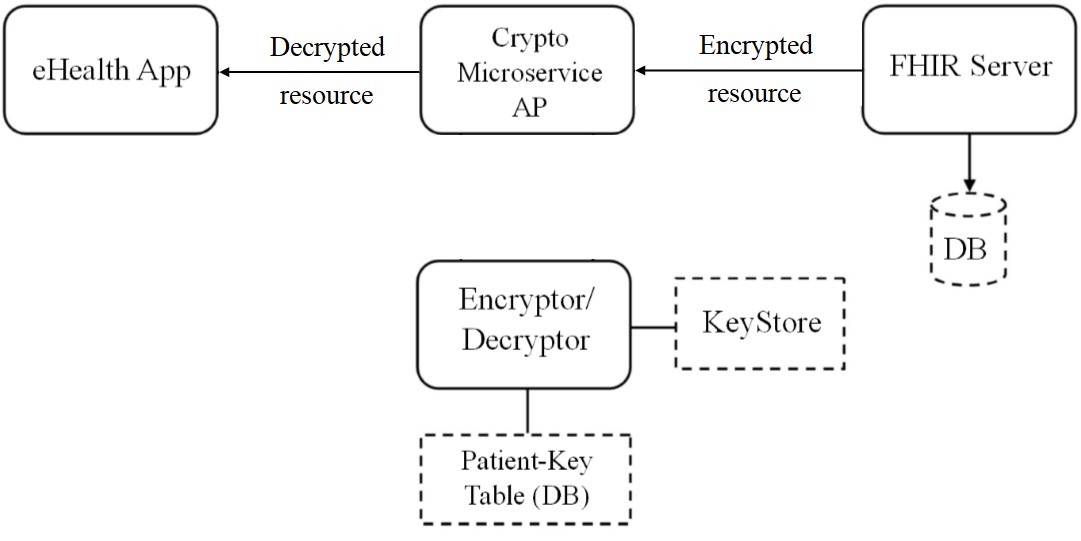 eHealth App
Decrypted
resource
Crypto
Microservice
AP
Encrypted
resource
FHIR Server
DB
Encryptor/
Decryptor
KeyStore
Patient-Key
Table (DB)